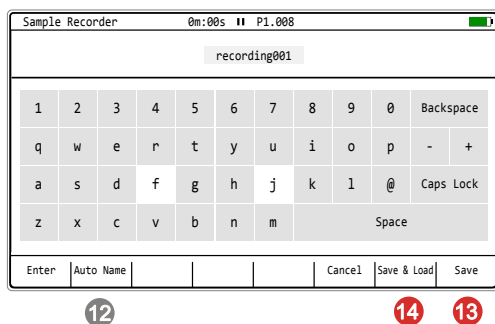 Sample Recorder 0m:00s P1.008
recording001
1 2 3 4 5 6 7 8 9 0 Backspace
q w e r t y u i o p - +
a s d f g h j k l @ Caps Lock
z x c v b n m Space
Enter Auto Name Cancel Save & Load Save
12 14 13